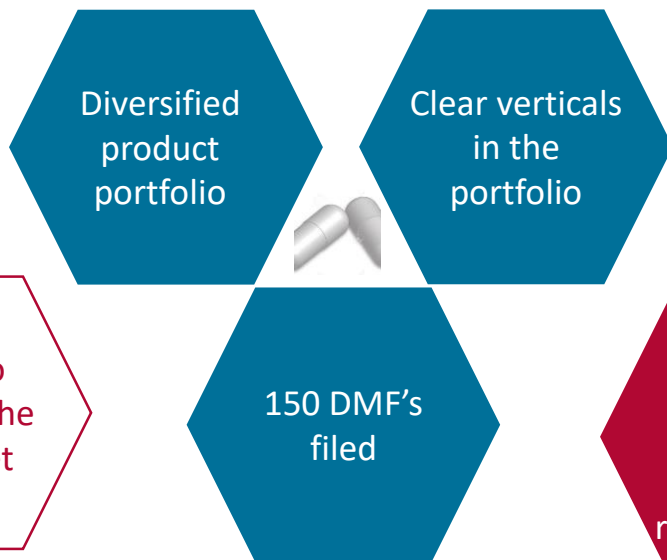 Diversified
product
portfolio
Clear verticals
in the
portfolio
150 DMF’s
filed